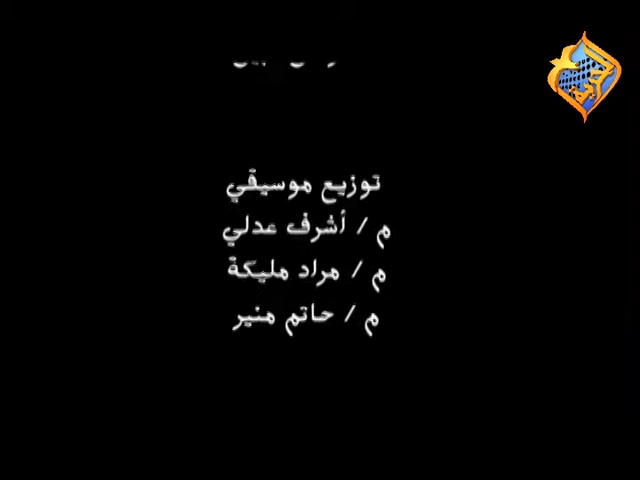 توزيع موسيقي
م / أشرف عدلي
م / مراد مليكة
م / حاتم منير